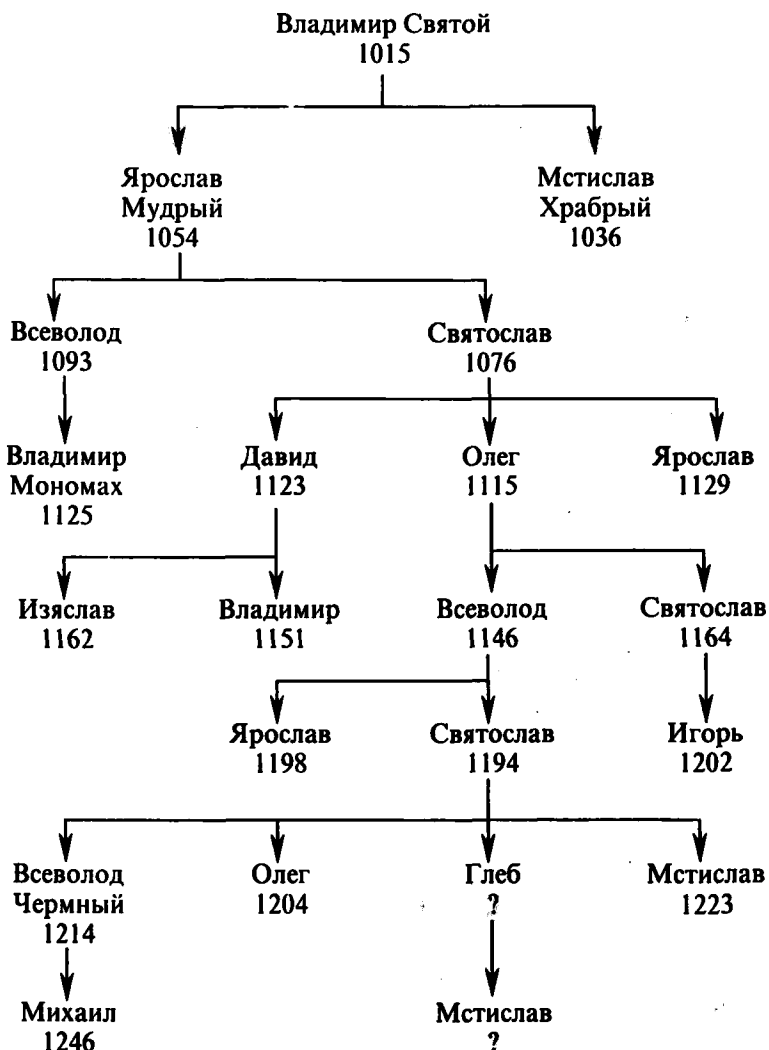 Владимир Святой
1015
Ярослав
Мудрый
1054
Мстислав
Храбрый
1036
Всеволод
1093
Святослав
1076
Владимир
Мономах
1125
Давид
1123
Олег
1115
Ярослав
1129
Изяслав
1162
Владимир
1151
Всеволод
1146
Святослав
1164
Ярослав
1198
Святослав
1194
Игорь
1202
Всеволод
Чермный
1214
Олег
1204
Глеб
?
Мстислав
1223
Михаил
1246
Мстислав
?